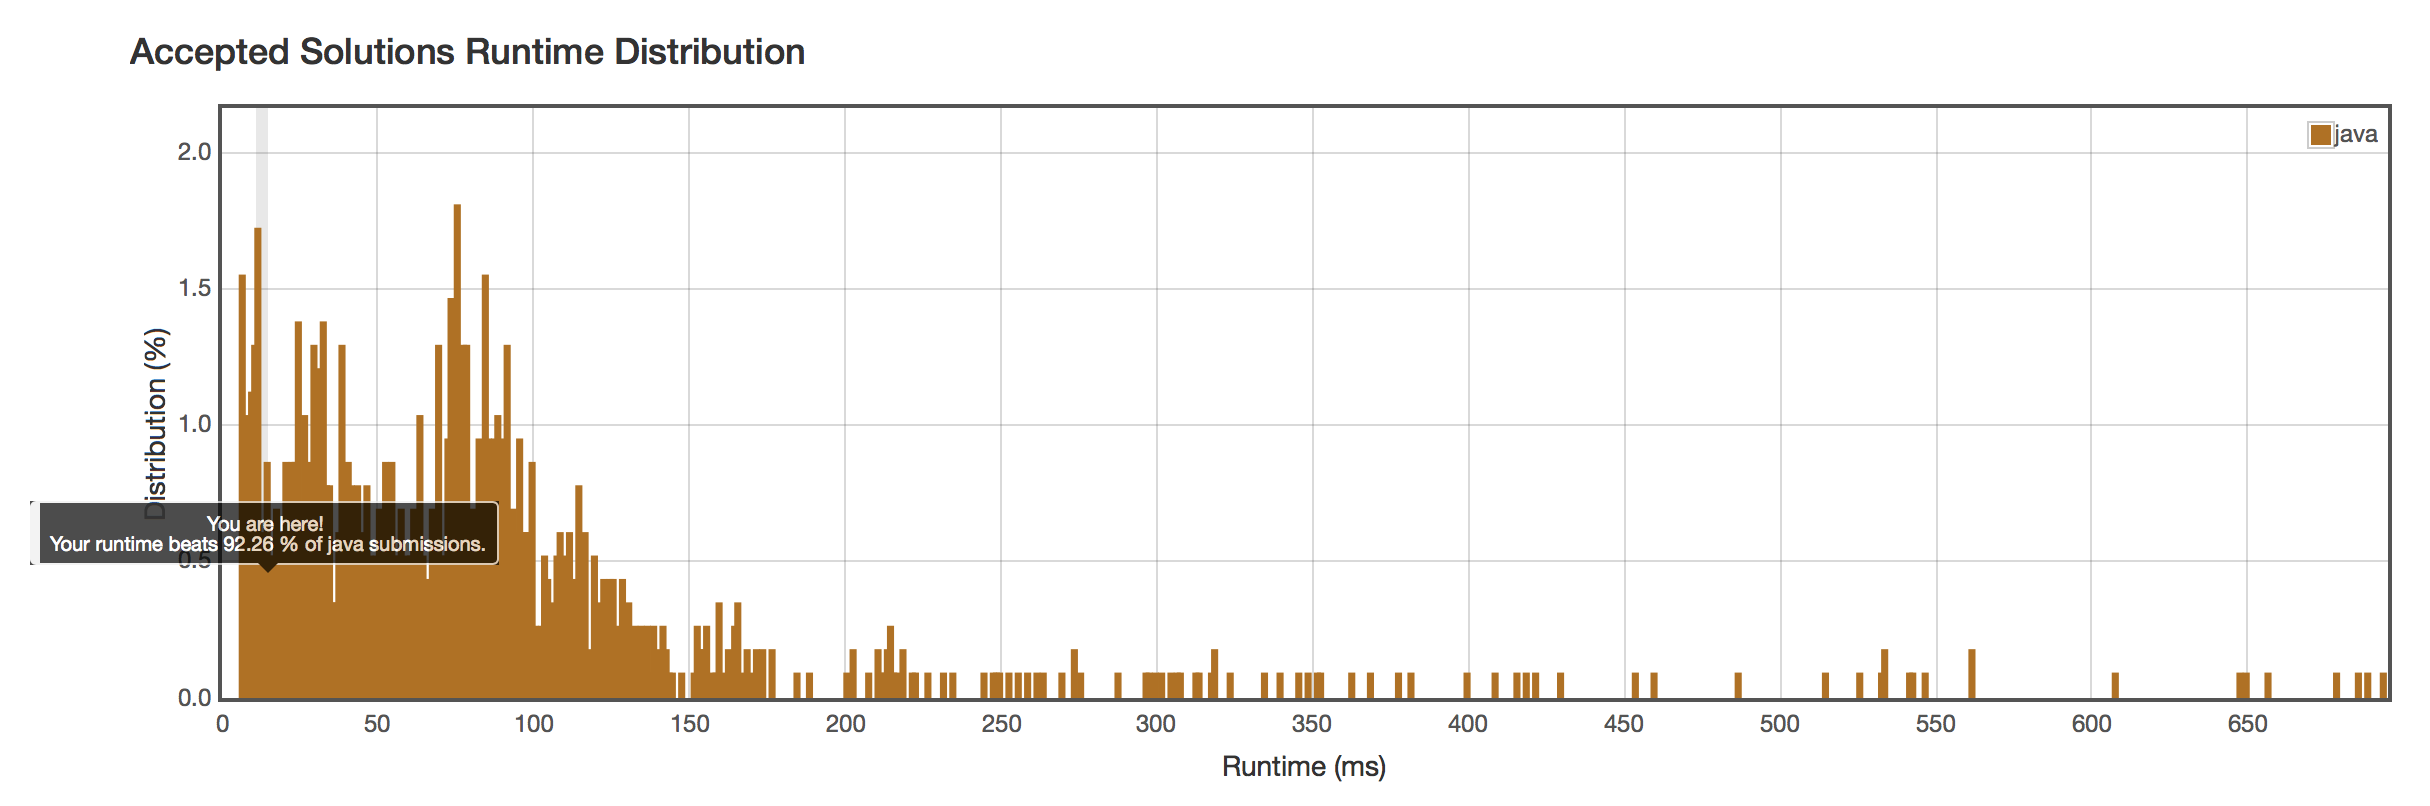 Accepted Solutions Runtime Distribution
java
Distribution (%)
2.0
1.5
1.0
0.5
0.0
You are here!
Your runtime beats 92.26 % of java submissions.
0 50 100 150 200 250 300 350 400 450 500 550 600 650
Runtime (ms)